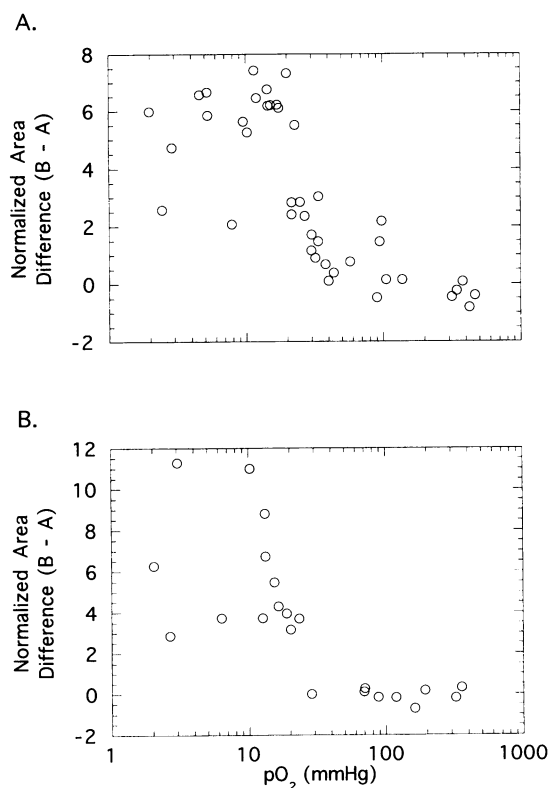 A.
8
6
4
2
0
-2
Normalized Area
Difference (B - A)
B.
12
10
8
6
4
2
0
-2
Normalized Area
Difference (B - A)
1 10 100 1000
pO2 (mmHg)